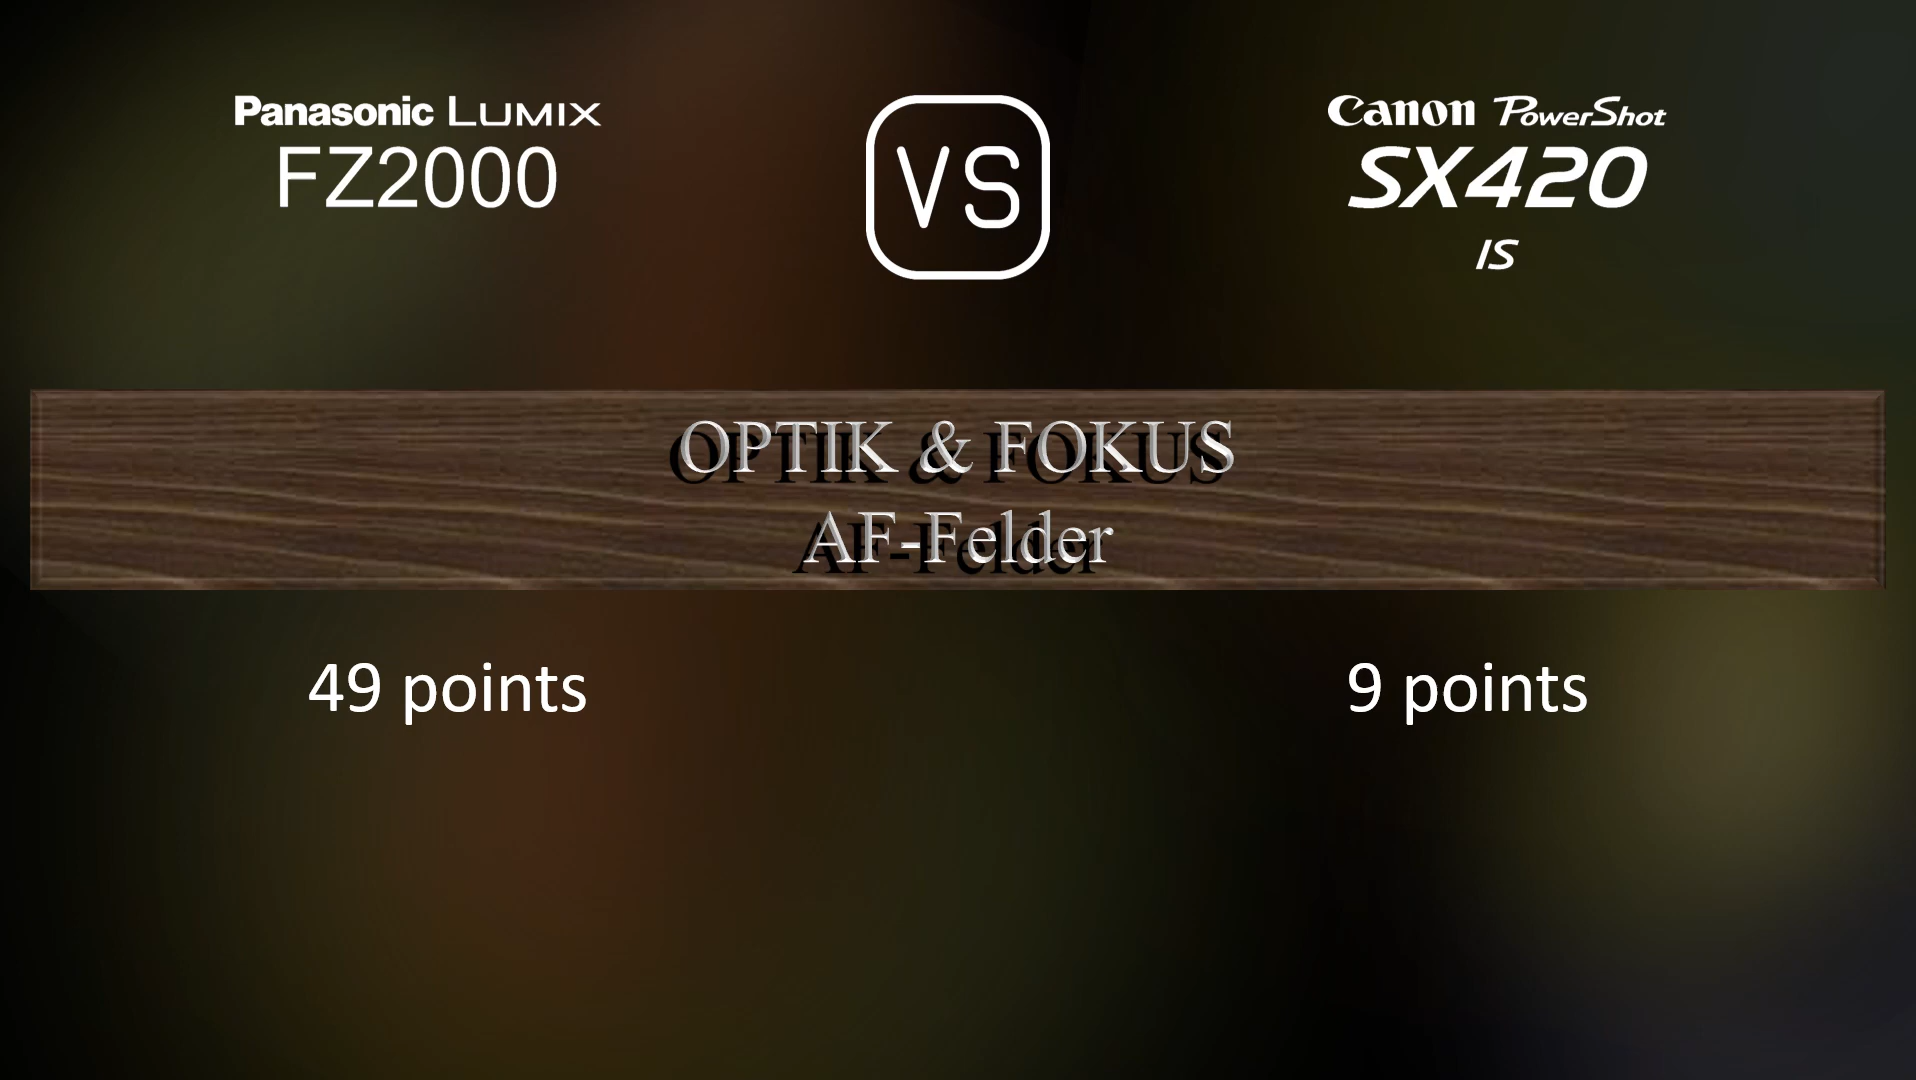 Panasonic LUMIX
FZ2000
VS
Canon PowerShot
SX420
IS
OPTIK & FOKUS
AF-Felder
49 points
9 points